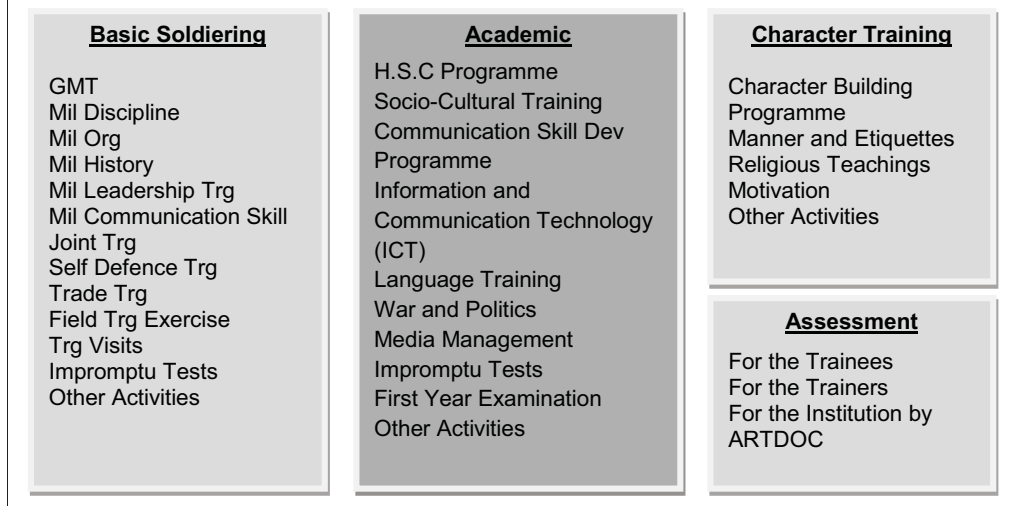 Basic Soldiering
GMT
Mil Discipline
Mil Org
Mil History
Mil Leadership Trg
Mil Communication Skill
Joint Trg
Self Defence Trg
Trade Trg
Field Trg Exercise
Trg Visits
Impromptu Tests
Other Activities
Academic
H.S.C Programme
Socio-Cultural Training
Communication Skill Dev
Programme
Information and
Communication Technology
(ICT)
Language Training
War and Politics
Media Management
Impromptu Tests
First Year Examination
Other Activities
Character Training
Character Building
Programme
Manner and Etiquettes
Religious Teachings
Motivation
Other Activities
Assessment
For the Trainees
For the Trainers
For the Institution by
ARTDOC